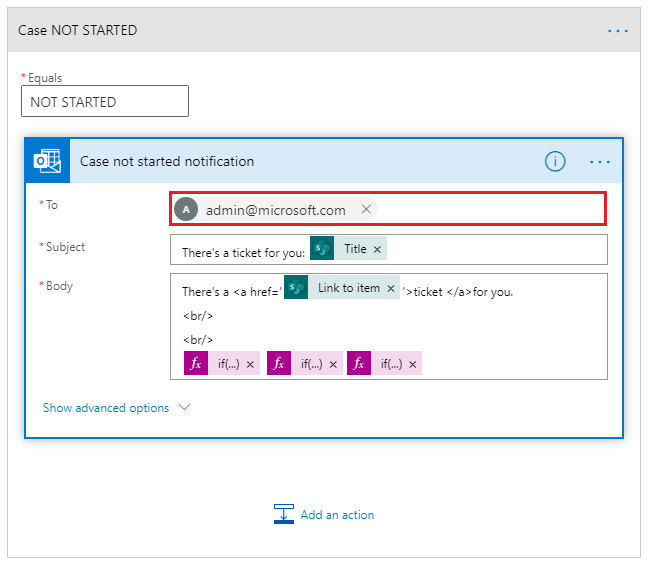 Case NOT STARTED
* Equals
NOT STARTED
Case not started notification
* To
A admin@microsoft.com
* Subject
There's a ticket for you: Title
* Body
There's a <a href=' Link to item '>ticket </a>for you.
<br/>
<br/>
fx if(...) fx if(...) fx if(...)
Show advanced options
Add an action